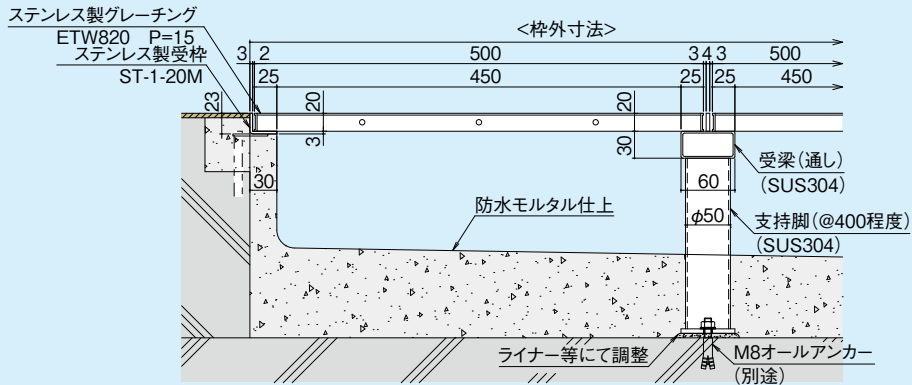 ステンレス製グレーチング
ETW820 P=15
ステンレス製受枠
ST-1-20M
<枠外寸法>
3 2 500 3 4 3 500
25 450 25 25 450
23
20
3
20
30
30
60
φ50
受梁(通し)
(SUS304)
支持脚(@400程度)
(SUS304)
防水モルタル仕上
ライナー等にて調整
M8オールアンカー
(別途)